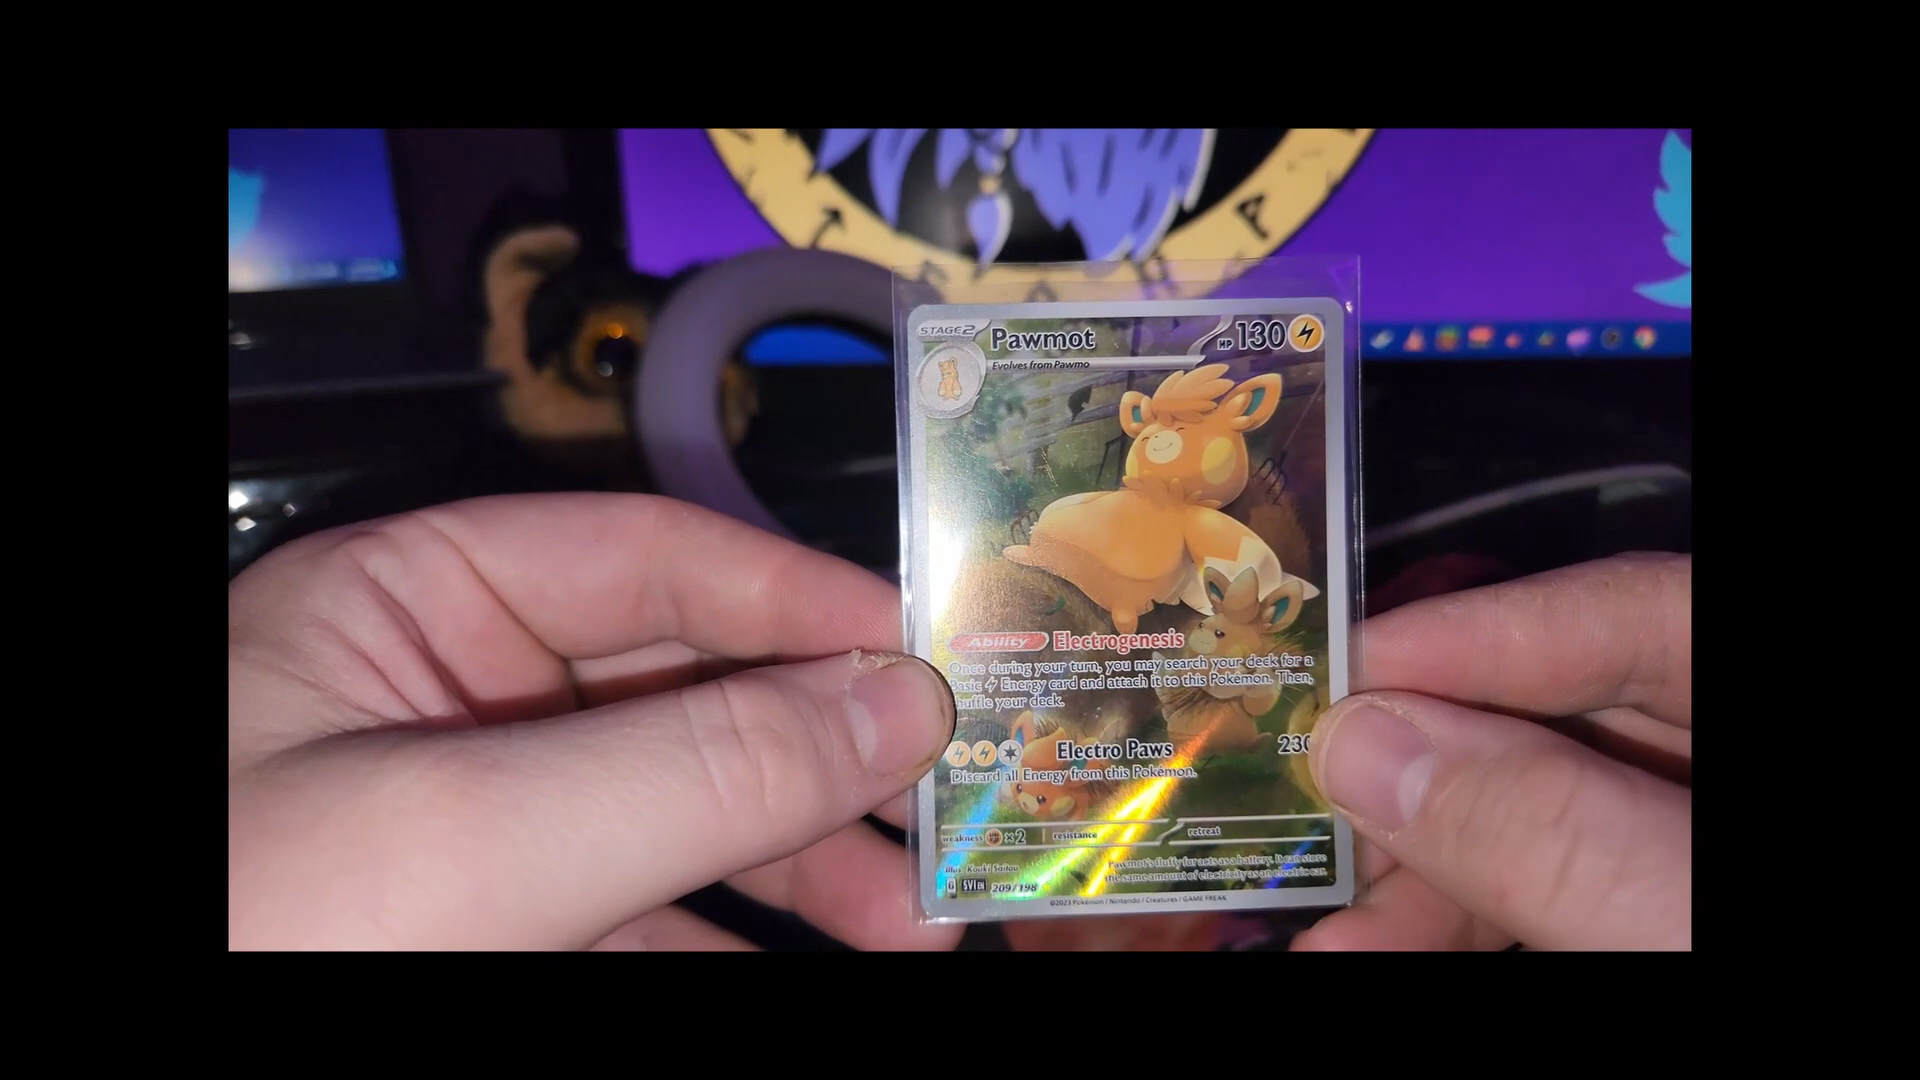 STAGE2
Pawmot
HP 130
Evolves from Pawmo
Ability Electrogenesis
Once during your turn, you may search your deck for a
Basic Energy card and attach it to this Pokémon. Then,
huffle your deck.
Electro Paws 230
Discard all Energy from this Pokémon.
weakness ×2 resistance retreat
Pawmot's fluffy fur acts as a battery. It can store
the same amount of electricity as an electric car.
Illus. Kouki Saitou
G SVI EN 209/198
©2023 Pokémon / Nintendo / Creatures / GAME FREAK